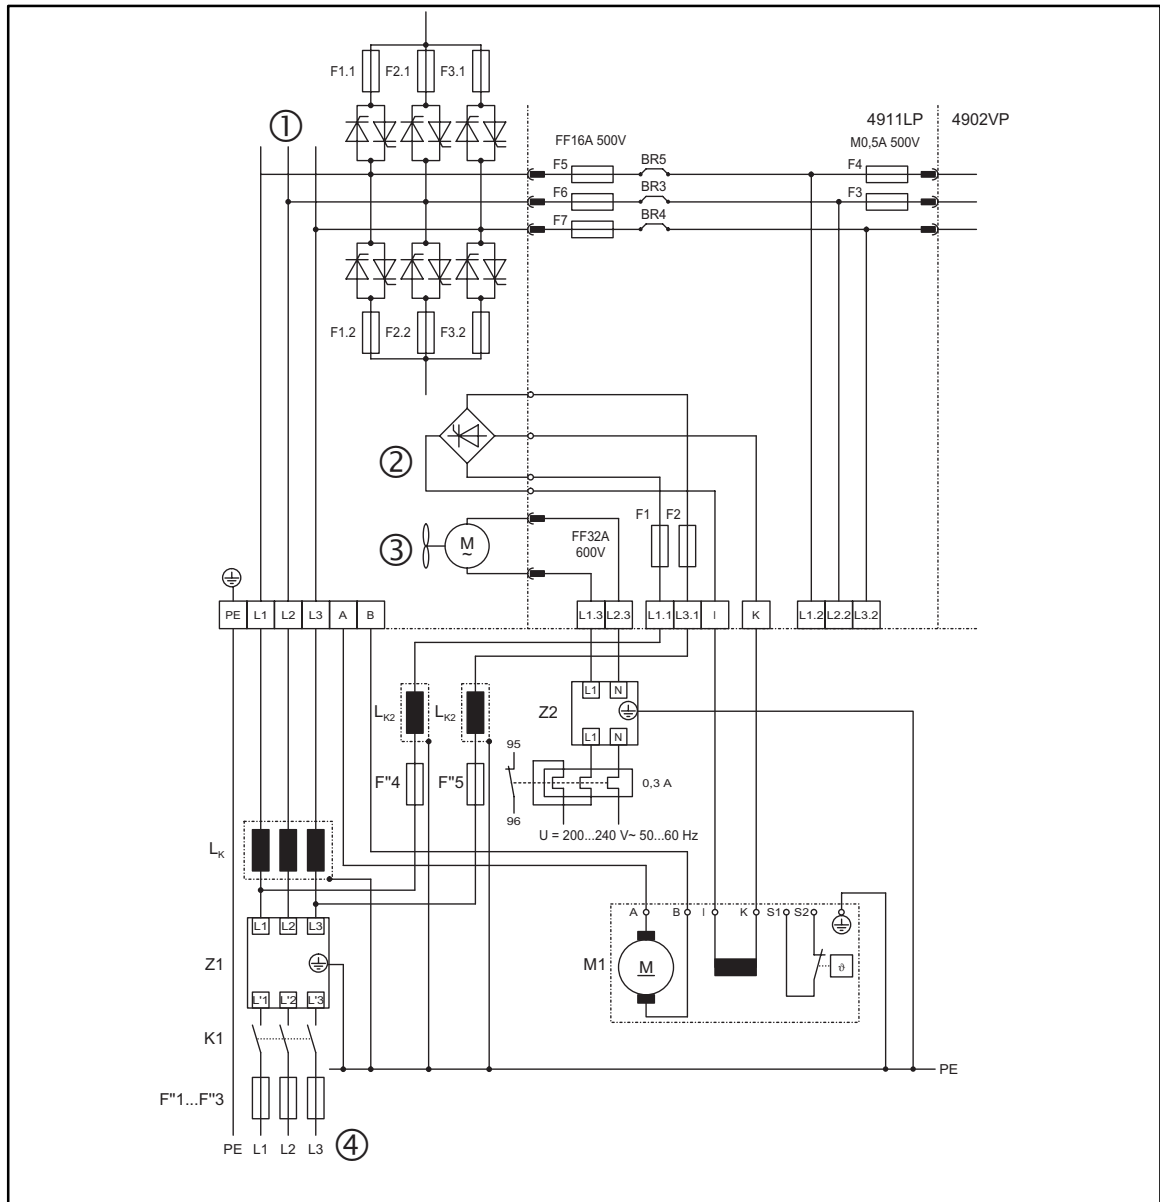 F1.1 F2.1 F3.1
① 4911LP 4902VP
FF16A 500V M0,5A 500V
F5 BR5 F4
F6 BR3 F3
F7 BR4
F1.2 F2.2 F3.2
②
F1 F2
③ M ~ FF32A
600V
PE L1 L2 L3 A B L1.3 L2.3 L1.1 L3.1 I K L1.2 L2.2 L3.2
L1 N
LK2 LK2 Z2
L1 N
95
F"4 F"5 0,3 A
96
U = 200...240 V~ 50...60 Hz
LK
A B I K S1 S2
L1 L2 L3
Z1 M1 M ϑ
L'1 L'2 L'3
K1
PE
F"1...F"3
PE L1 L2 L3 ④